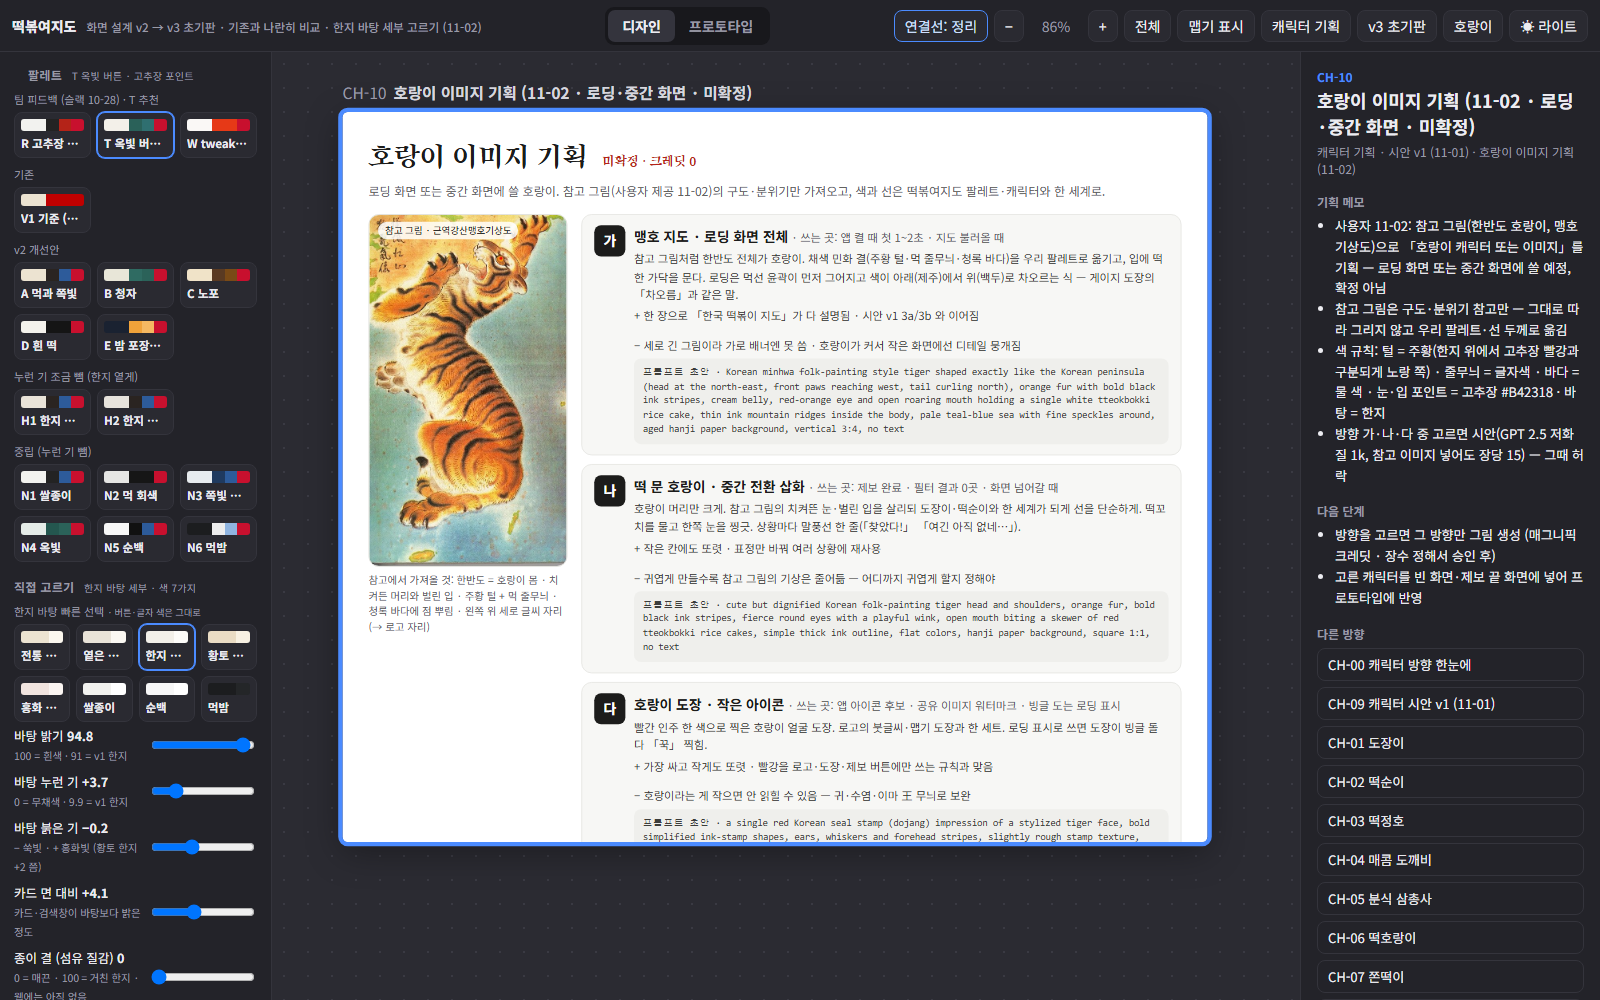 떡볶여지도 화면 설계 v2 → v3 초기판 · 기존과 나란히 비교 · 한지 바탕 세부 고르기 (11-02)
디자인 프로토타입
연결선: 정리 − 86% + 전체 맵기 표시 캐릭터 기획 v3 초기판 호랑이 ☀ 라이트
팔레트 T 옥빛 버튼 · 고추장 포인트
팀 피드백 (슬랙 10-28) · T 추천
R 고추장 ⋯ T 옥빛 버⋯ W tweak⋯
기존
V1 기준 (⋯
v2 개선안
A 먹과 쪽빛 B 청자 C 노포
D 흰 떡 E 밤 포장⋯
누런 기 조금 뺌 (한지 옅게)
H1 한지 ⋯ H2 한지 ⋯
중립 (누런 기 뺌)
N1 쌀종이 N2 먹 회색 N3 쪽빛 ⋯
N4 옥빛 N5 순백 N6 먹밤
직접 고르기 한지 바탕 세부 · 색 7가지
한지 바탕 빠른 선택 · 버튼·글자 색은 그대로
전통 ⋯ 옅은 ⋯ 한지 ⋯ 황토 ⋯
홍화 ⋯ 쌀종이 순백 먹밤
바탕 밝기 94.8
100 = 흰색 · 91 = v1 한지
바탕 누런 기 +3.7
0 = 무채색 · 9.9 = v1 한지
바탕 붉은 기 −0.2
− 쑥빛 · + 홍화빛 (황토 한지
+2 쯤)
카드 면 대비 +4.1
카드·검색창이 바탕보다 밝은
정도
종이 결 (섬유 질감) 0
0 = 매끈 · 100 = 거친 한지 ·
웹에는 아직 없음
CH-10 호랑이 이미지 기획 (11-02 · 로딩·중간 화면 · 미확정)
호랑이 이미지 기획 미확정 · 크레딧 0
로딩 화면 또는 중간 화면에 쓸 호랑이. 참고 그림(사용자 제공 11-02)의 구도·분위기만 가져오고, 색과 선은 떡볶여지도 팔레트·캐릭터와 한 세계로.
참고 그림 · 근역강산맹호기상도
참고에서 가져올 것: 한반도 = 호랑이 몸 · 치
켜든 머리와 벌린 입 · 주황 털 + 먹 줄무늬 ·
청록 바다에 점 뿌림 · 왼쪽 위 세로 글씨 자리
(→ 로고 자리)
가 맹호 지도 · 로딩 화면 전체 · 쓰는 곳: 앱 켤 때 첫 1~2초 · 지도 불러올 때
참고 그림처럼 한반도 전체가 호랑이. 채색 민화 결(주황 털·먹 줄무늬·청록 바다)을 우리 팔레트로 옮기고, 입에 떡
한 가닥을 문다. 로딩은 먹선 윤곽이 먼저 그어지고 색이 아래(제주)에서 위(백두)로 차오르는 식 — 게이지 도장의
「차오름」과 같은 말.
+ 한 장으로 「한국 떡볶이 지도」가 다 설명됨 · 시안 v1 3a/3b 와 이어짐
− 세로 긴 그림이라 가로 배너엔 못 씀 · 호랑이가 커서 작은 화면에선 디테일 뭉개짐
프롬프트 초안 · Korean minhwa folk-painting style tiger shaped exactly like the Korean peninsula
(head at the north-east, front paws reaching west, tail curling north), orange fur with bold black
ink stripes, cream belly, red-orange eye and open roaring mouth holding a single white tteokbokki
rice cake, thin ink mountain ridges inside the body, pale teal-blue sea with fine speckles around,
aged hanji paper background, vertical 3:4, no text
나 떡 문 호랑이 · 중간 전환 삽화 · 쓰는 곳: 제보 완료 · 필터 결과 0곳 · 화면 넘어갈 때
호랑이 머리만 크게. 참고 그림의 치켜뜬 눈·벌린 입을 살리되 도장이·떡순이와 한 세계가 되게 선을 단순하게. 떡꼬
치를 물고 한쪽 눈을 찡긋. 상황마다 말풍선 한 줄(「찾았다!」 「여긴 아직 없네⋯」).
+ 작은 칸에도 또렷 · 표정만 바꿔 여러 상황에 재사용
− 귀엽게 만들수록 참고 그림의 기상은 줄어듦 — 어디까지 귀엽게 할지 정해야
프롬프트 초안 · cute but dignified Korean folk-painting tiger head and shoulders, orange fur, bold
black ink stripes, fierce round eyes with a playful wink, open mouth biting a skewer of red
tteokbokki rice cakes, simple thick ink outline, flat colors, hanji paper background, square 1:1,
no text
다 호랑이 도장 · 작은 아이콘 · 쓰는 곳: 앱 아이콘 후보 · 공유 이미지 워터마크 · 빙글 도는 로딩 표시
빨간 인주 한 색으로 찍은 호랑이 얼굴 도장. 로고의 붓글씨·맵기 도장과 한 세트. 로딩 표시로 쓰면 도장이 빙글 돌
다 「꾹」 찍힘.
+ 가장 싸고 작게도 또렷 · 빨강을 로고·도장·제보 버튼에만 쓰는 규칙과 맞음
− 호랑이라는 게 작으면 안 읽힐 수 있음 — 귀·수염·이마 王 무늬로 보완
프롬프트 초안 · a single red Korean seal stamp (dojang) impression of a stylized tiger face, bold
simplified ink-stamp shapes, ears, whiskers and forehead stripes, slightly rough stamp texture,
CH-10
호랑이 이미지 기획 (11-02 · 로딩
·중간 화면 · 미확정)
캐릭터 기획 · 시안 v1 (11-01) · 호랑이 이미지 기획
(11-02)
기획 메모
• 사용자 11-02: 참고 그림(한반도 호랑이, 맹호
기상도)으로 「호랑이 캐릭터 또는 이미지」를
기획 — 로딩 화면 또는 중간 화면에 쓸 예정,
확정 아님
• 참고 그림은 구도·분위기 참고만 — 그대로 따
라 그리지 않고 우리 팔레트·선 두께로 옮김
• 색 규칙: 털 = 주황(한지 위에서 고추장 빨강과
구분되게 노랑 쪽) · 줄무늬 = 글자색 · 바다 =
물 색 · 눈·입 포인트 = 고추장 #B42318 · 바
탕 = 한지
• 방향 가·나·다 중 고르면 시안(GPT 2.5 저화
질 1k, 참고 이미지 넣어도 장당 15) — 그때 허
락
다음 단계
• 방향을 고르면 그 방향만 그림 생성 (매그니픽
크레딧 · 장수 정해서 승인 후)
• 고른 캐릭터를 빈 화면·제보 끝 화면에 넣어 프
로토타입에 반영
다른 방향
CH-00 캐릭터 방향 한눈에
CH-09 캐릭터 시안 v1 (11-01)
CH-01 도장이
CH-02 떡순이
CH-03 떡정호
CH-04 매콤 도깨비
CH-05 분식 삼총사
CH-06 떡호랑이
CH-07 쫀떡이